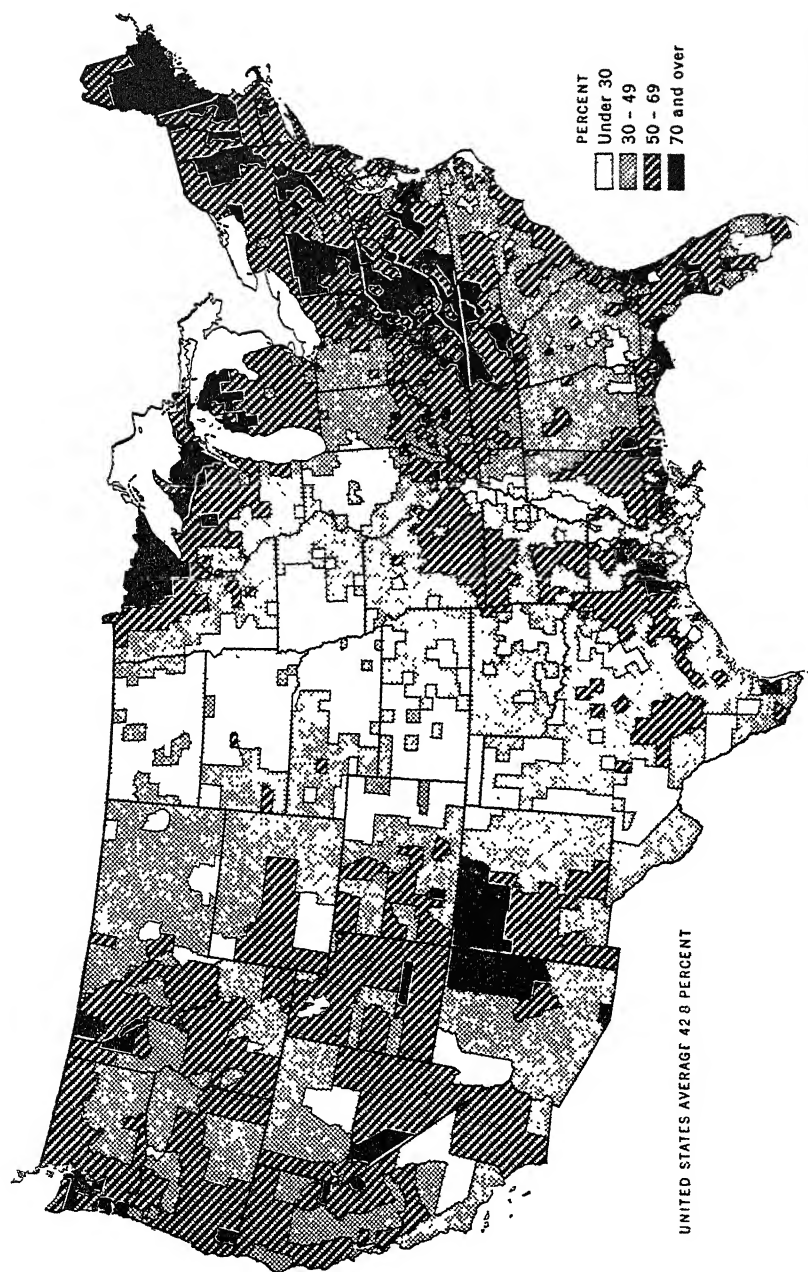 PERCENT
Under 30
30 - 49
50 - 69
70 and over
UNITED STATES AVERAGE 42 8 PERCENT